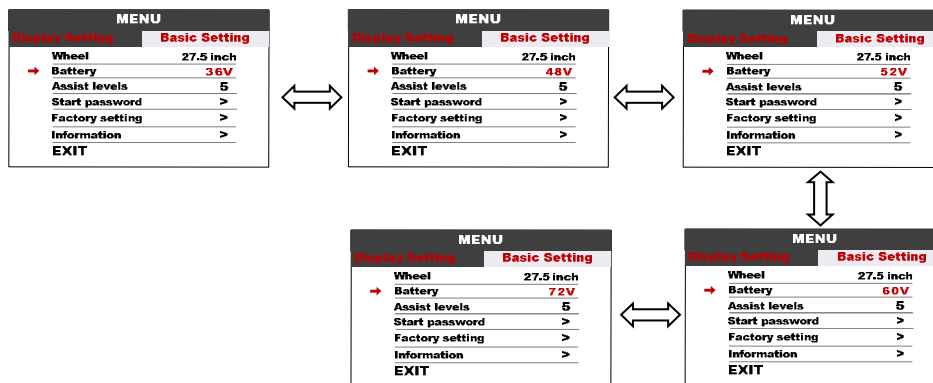 MENU
Display Setting Basic Setting
Wheel 27.5 inch
→ Battery 36V
Assist levels 5
Start password >
Factory setting >
Information >
EXIT
MENU
Display Setting Basic Setting
Wheel 27.5 inch
→ Battery 48V
Assist levels 5
Start password >
Factory setting >
Information >
EXIT
MENU
Display Setting Basic Setting
Wheel 27.5 inch
→ Battery 52V
Assist levels 5
Start password >
Factory setting >
Information >
EXIT
MENU
Display Setting Basic Setting
Wheel 27.5 inch
→ Battery 72V
Assist levels 5
Start password >
Factory setting >
Information >
EXIT
MENU
Display Setting Basic Setting
Wheel 27.5 inch
→ Battery 60V
Assist levels 5
Start password >
Factory setting >
Information >
EXIT